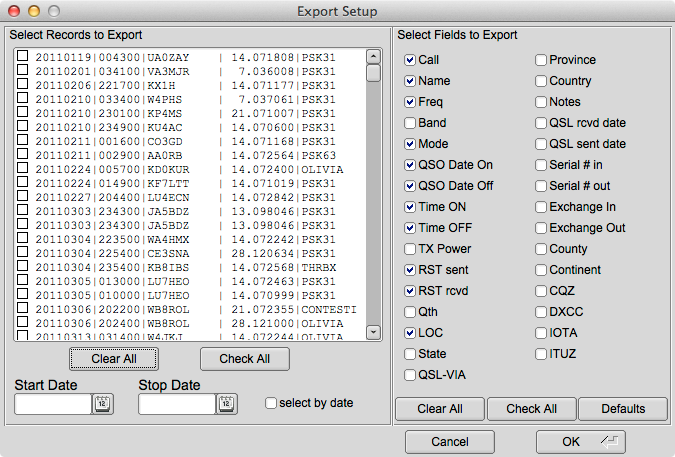 Export Setup
Select Records to Export
20110119|004300|UA0ZAY | 14.071808|PSK31
20110201|034100|VA3MJR | 7.036008|PSK31
20110206|221700|KX1H | 14.071177|PSK31
20110210|033400|W4PHS | 7.037061|PSK31
20110210|230100|KP4MS | 21.071007|PSK31
20110210|234900|KU4AC | 14.070600|PSK31
20110211|001600|CO3GD | 14.071168|PSK31
20110211|002900|AA0RB | 14.072564|PSK63
20110224|005700|KD0KUR | 14.072400|OLIVIA
20110224|014900|KF7LTT | 14.071019|PSK31
20110227|204400|LU4ECN | 14.072842|PSK31
20110303|234300|JA5BDZ | 13.098046|PSK31
20110303|234300|JA5BDZ | 13.098046|PSK31
20110304|223500|WA4HMX | 14.072242|PSK31
20110304|225400|CE3SNA | 28.120634|PSK31
20110304|235400|KB8IBS | 14.072568|THRBX
20110305|013000|LU7HEO | 14.072463|PSK31
20110305|010000|LU7HEO | 14.070999|PSK31
20110306|202200|WB8ROL | 21.072355|CONTESTI
20110306|202400|WB8ROL | 28.121000|OLIVIA
20110313|031400|W4JKJ | 14.072244|OLIVIA
Clear All
Check All
Start Date
Stop Date
12
12
select by date
Select Fields to Export
Call
Name
Freq
Band
Mode
QSO Date On
QSO Date Off
Time ON
Time OFF
TX Power
RST sent
RST rcvd
Qth
LOC
State
QSL-VIA
Province
Country
Notes
QSL rcvd date
QSL sent date
Serial # in
Serial # out
Exchange In
Exchange Out
County
Continent
CQZ
DXCC
IOTA
ITUZ
Clear All
Check All
Defaults
Cancel
OK